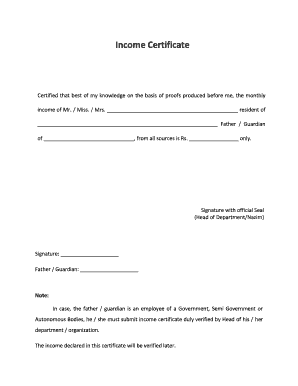 Income Certificate
Certified that best of my knowledge on the basis of proofs produced before me, the monthly
income of Mr. / Miss. / Mrs. ______________________________ resident of
________________________________________ Father / Guardian
of ____________________, from all sources is Rs. ____________ only.
Signature with official Seal
(Head of Department/Nazim)
Signature: ______________
Father / Guardian: ______________
Note:
In case, the father / guardian is an employee of a Government, Semi Government or
Autonomous Bodies, he / she must submit income certificate duly verified by Head of his / her
department / organization.
The income declared in this certificate will be verified later.